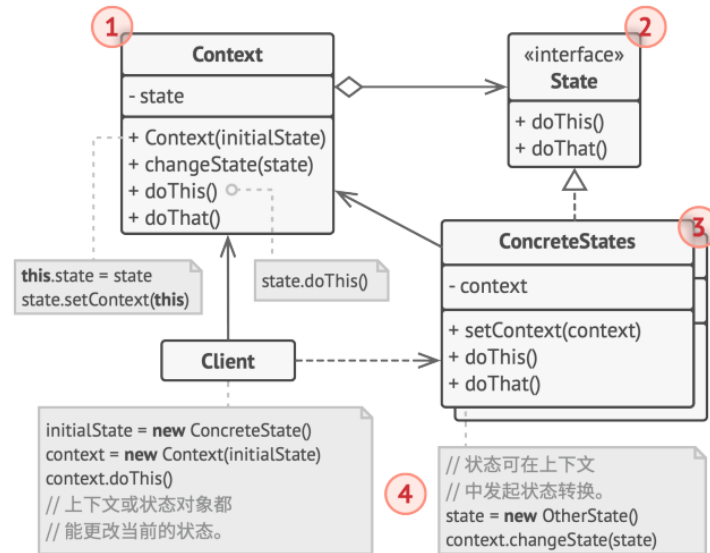 1
Context
- state
+ Context(initialState)
+ changeState(state)
+ doThis()
+ doThat()
2
«interface»
State
+ doThis()
+ doThat()
3
ConcreteStates
- context
+ setContext(context)
+ doThis()
+ doThat()
this.state = state
state.setContext(this)
state.doThis()
Client
initialState = new ConcreteState()
context = new Context(initialState)
context.doThis()
// 上下文或状态对象都
// 能更改当前的状态。
4
// 状态可在上下文
// 中发起状态转换。
state = new OtherState()
context.changeState(state)